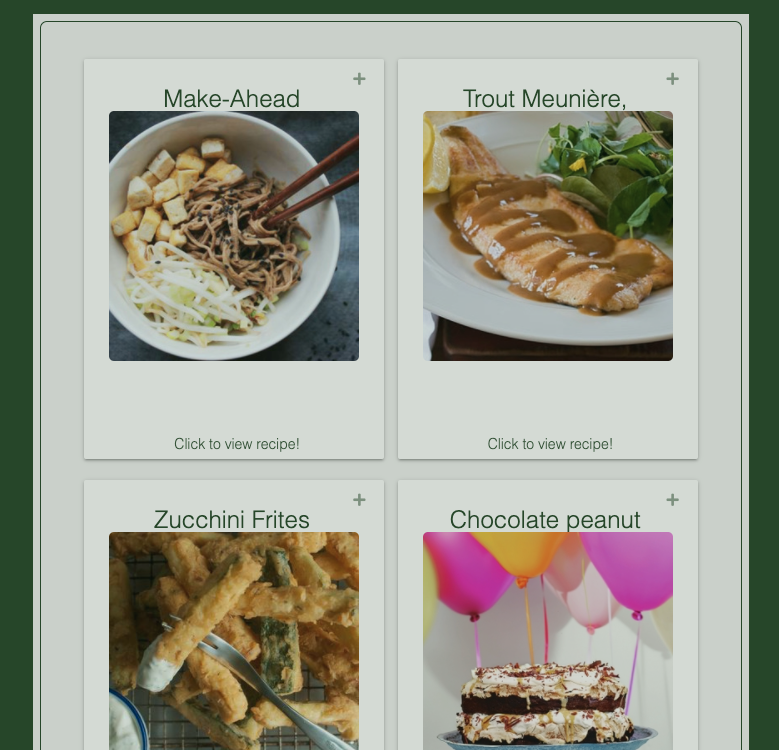 +
+
Make-Ahead
Trout Meunière,
Click to view recipe!
Click to view recipe!
+
+
Zucchini Frites
Chocolate peanut